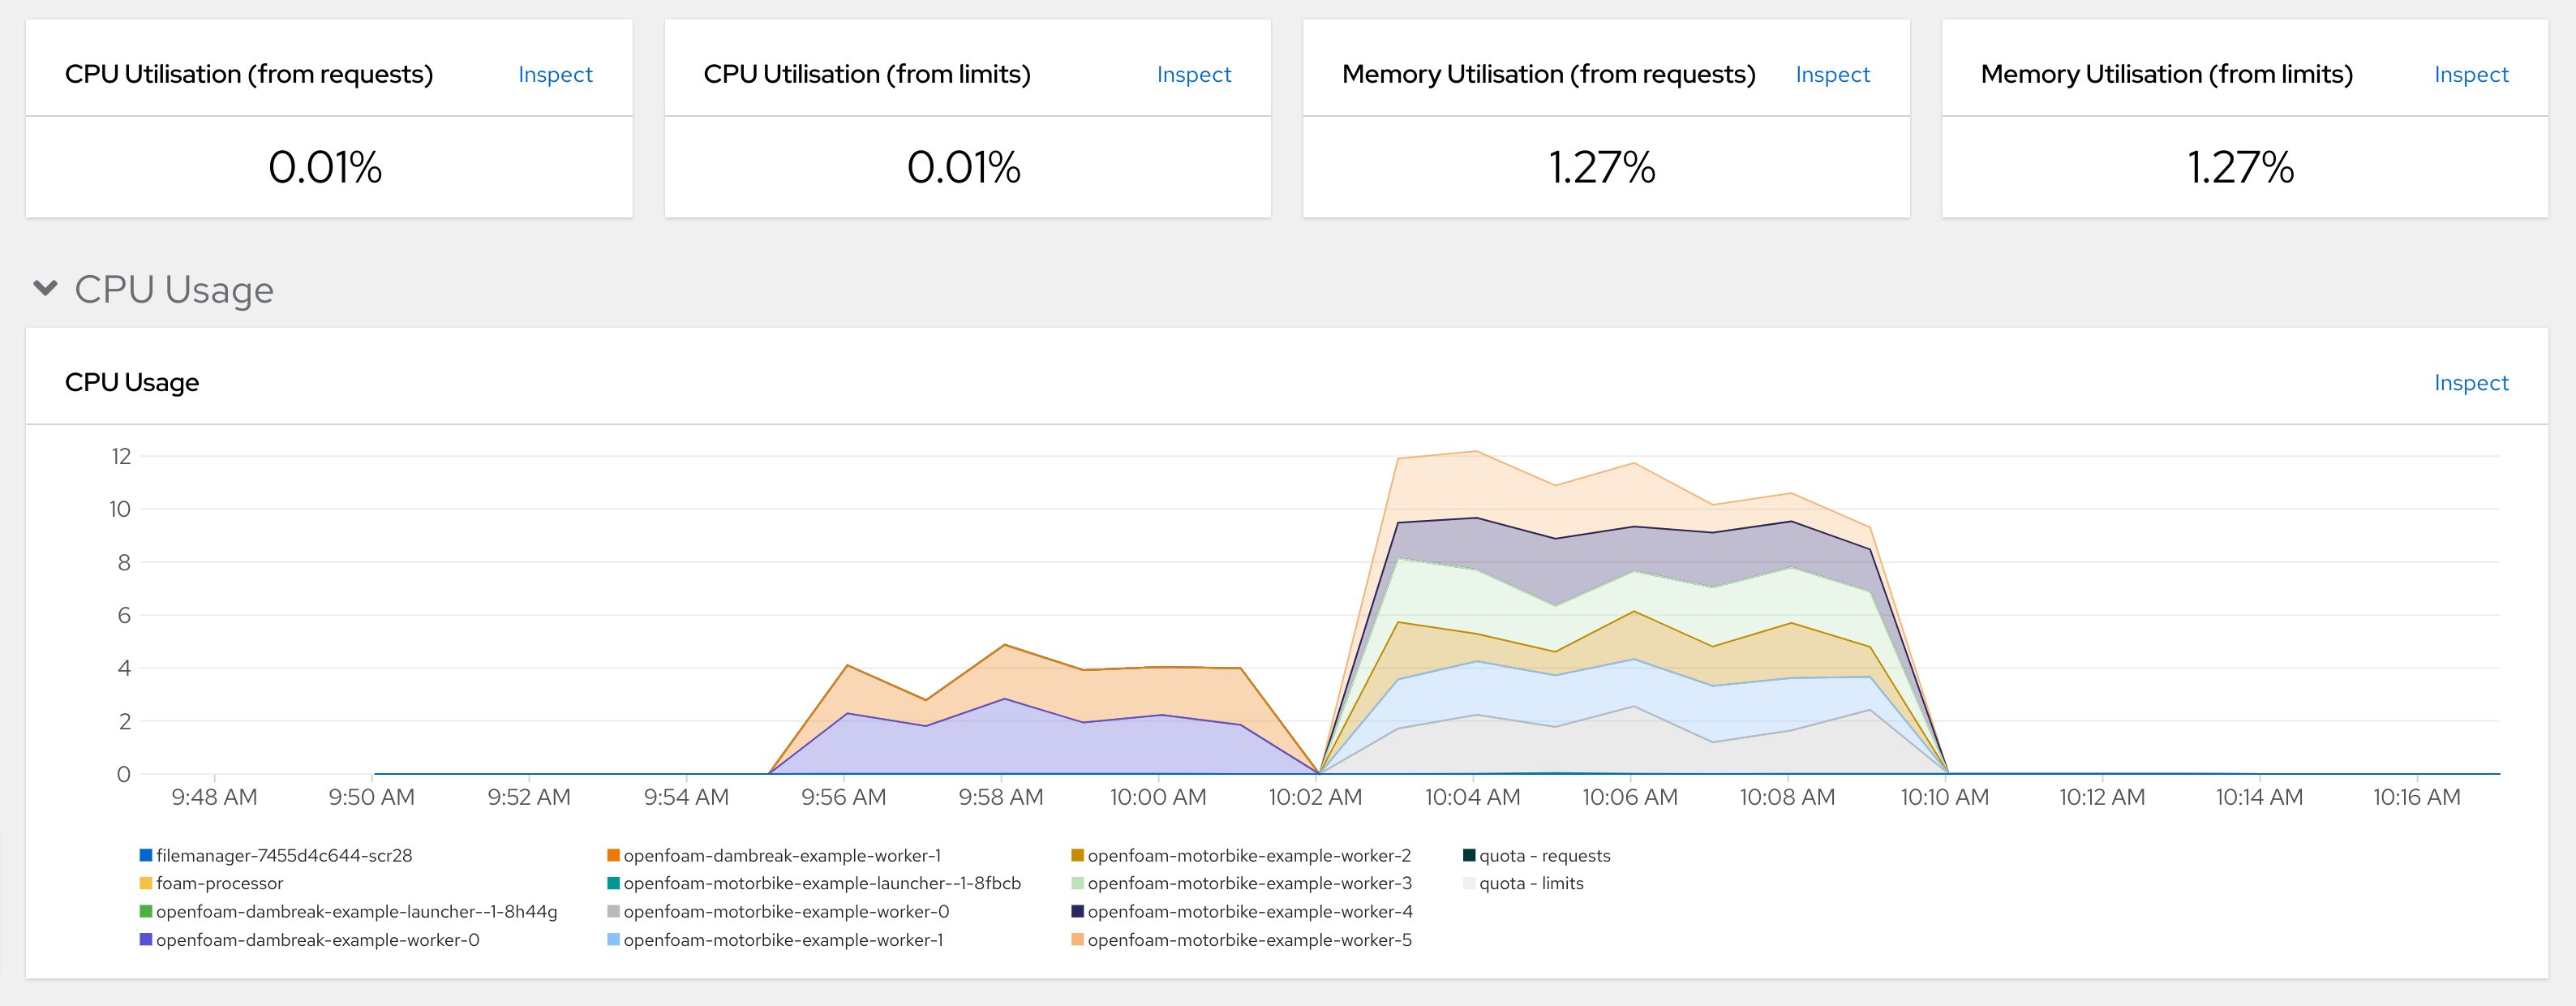 CPU Utilisation (from requests) Inspect
0.01%
CPU Utilisation (from limits) Inspect
0.01%
Memory Utilisation (from requests) Inspect
1.27%
Memory Utilisation (from limits) Inspect
1.27%
CPU Usage
CPU Usage Inspect
12
10
8
6
4
2
0
9:48 AM 9:50 AM 9:52 AM 9:54 AM 9:56 AM 9:58 AM 10:00 AM 10:02 AM 10:04 AM 10:06 AM 10:08 AM 10:10 AM 10:12 AM 10:14 AM 10:16 AM
filemanager-7455d4c644-scr28
foam-processor
openfoam-dambreak-example-launcher--1-8h44g
openfoam-dambreak-example-worker-0
openfoam-dambreak-example-worker-1
openfoam-motorbike-example-launcher--1-8fbcb
openfoam-motorbike-example-worker-0
openfoam-motorbike-example-worker-1
openfoam-motorbike-example-worker-2
openfoam-motorbike-example-worker-3
openfoam-motorbike-example-worker-4
openfoam-motorbike-example-worker-5
quota - requests
quota - limits